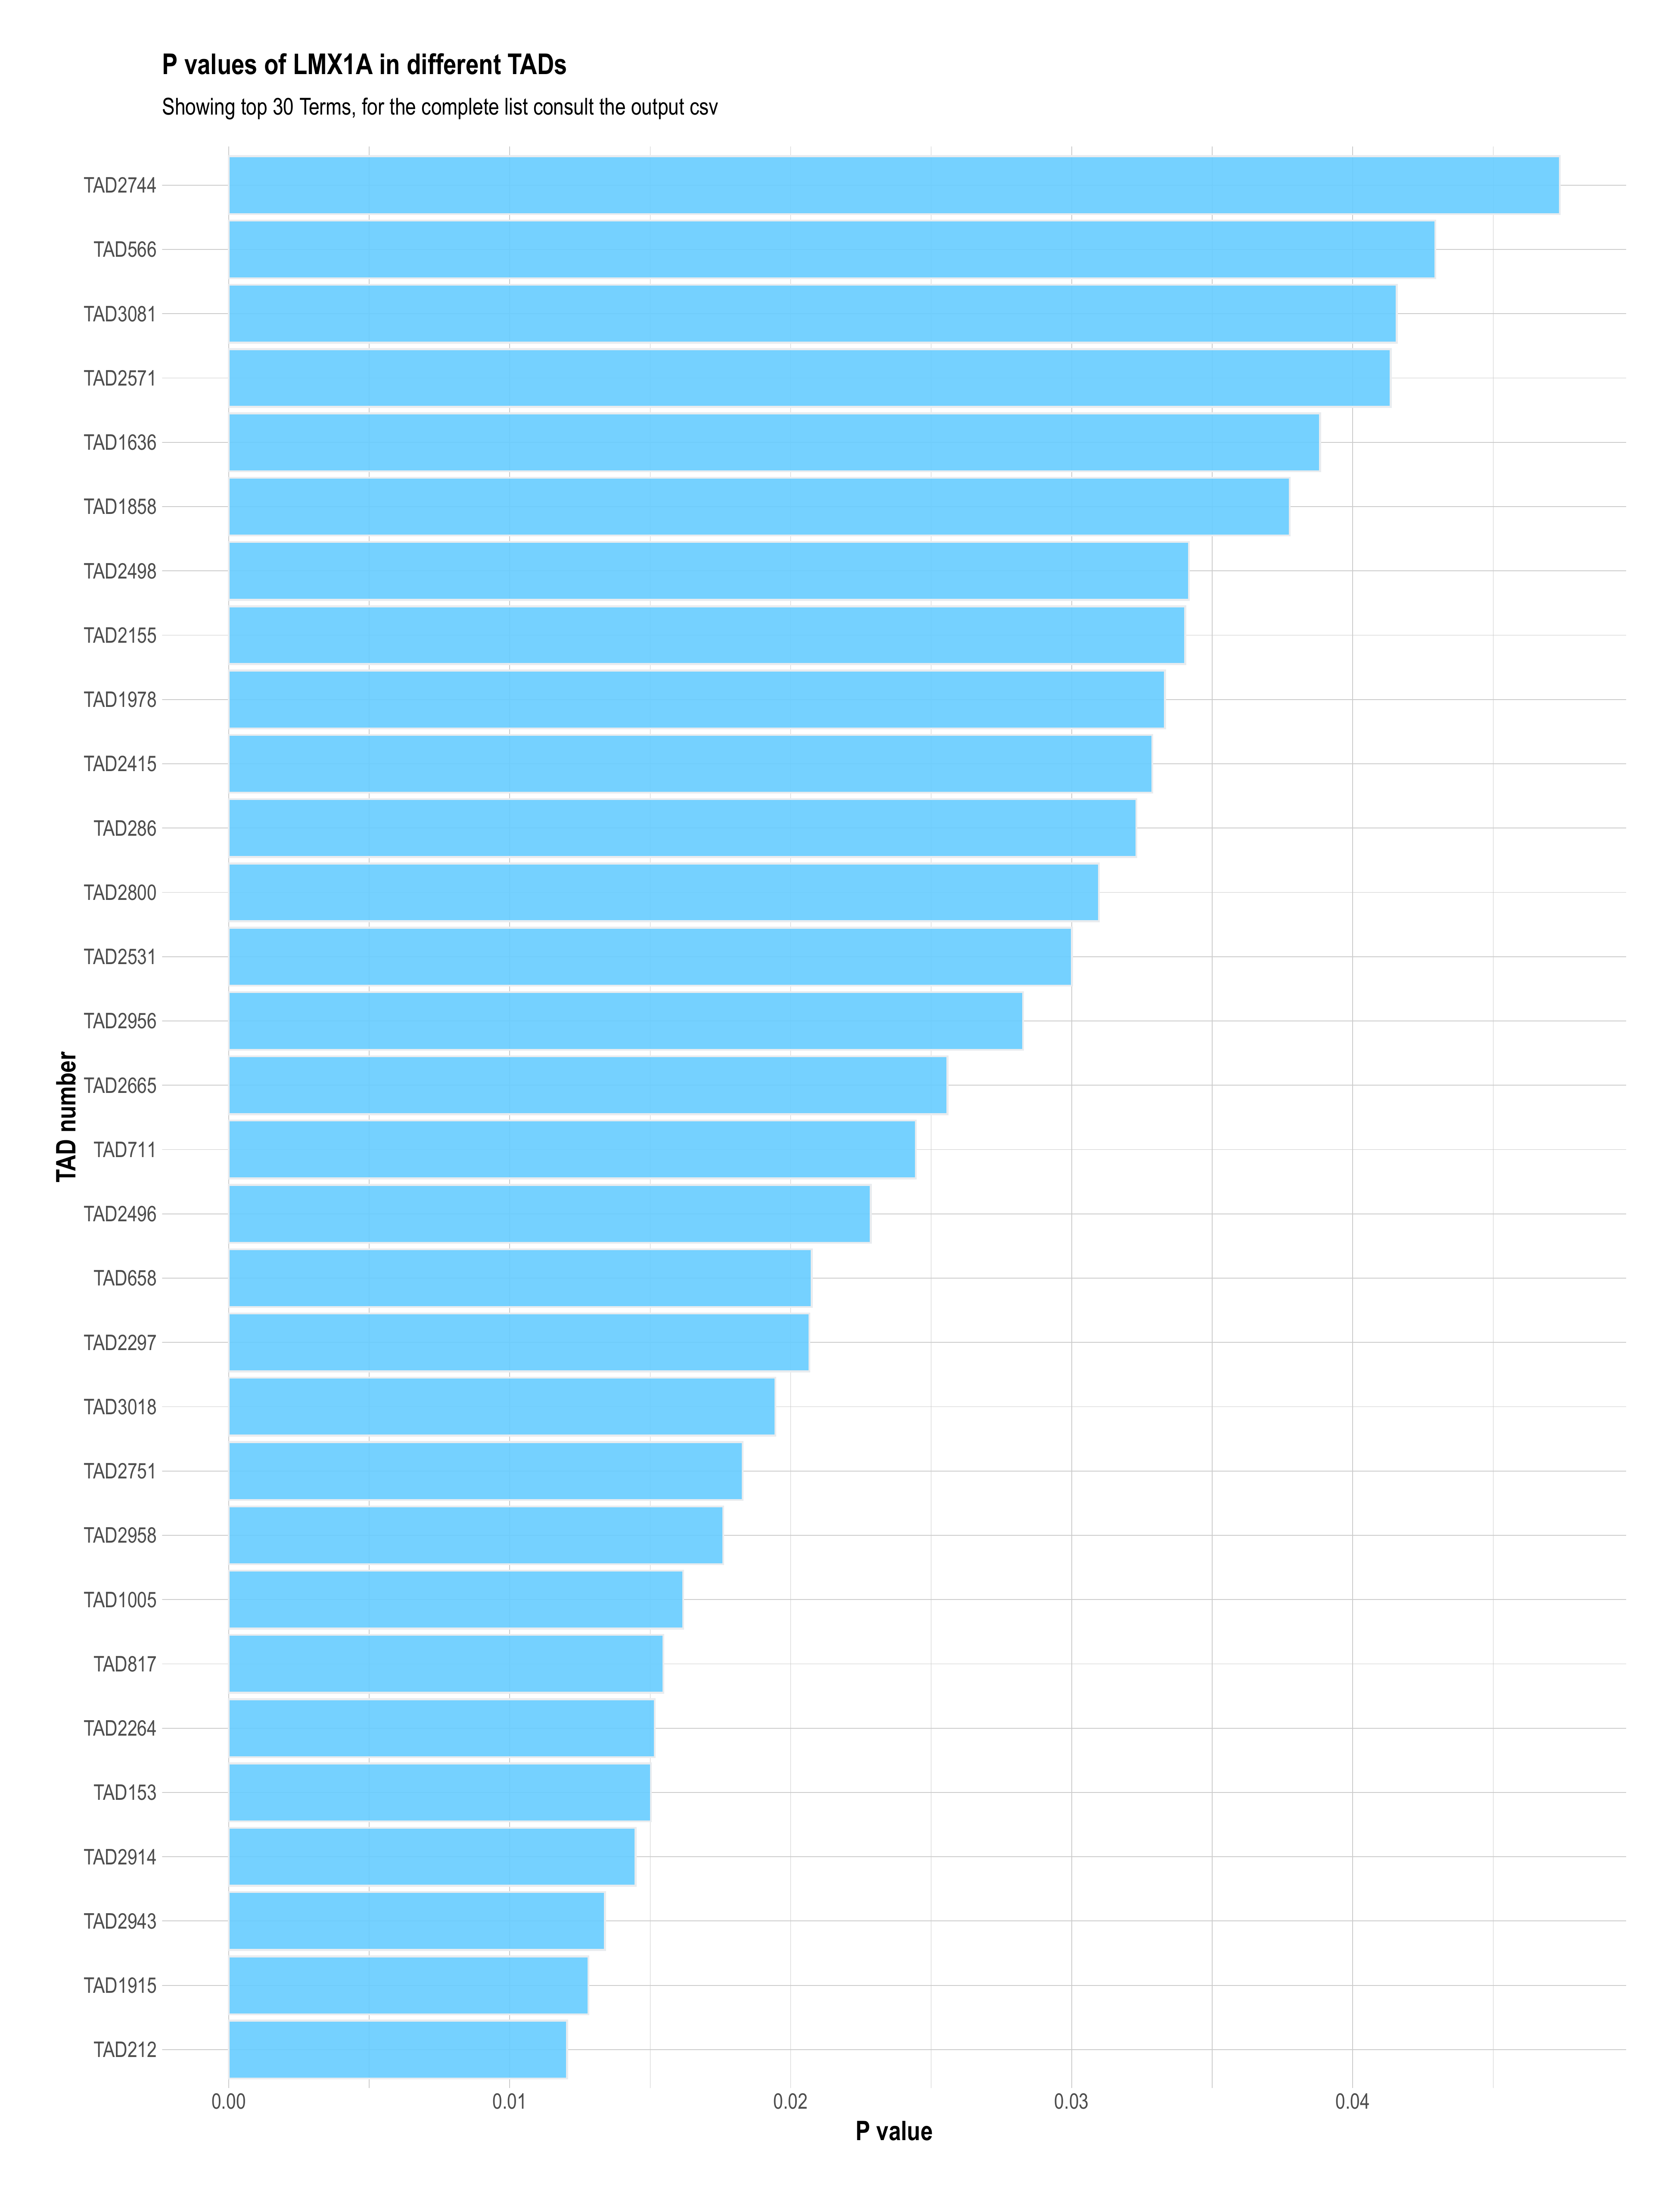 P values of LMX1A in different TADs
Showing top 30 Terms, for the complete list consult the output csv
TAD number
TAD2744
TAD566
TAD3081
TAD2571
TAD1636
TAD1858
TAD2498
TAD2155
TAD1978
TAD2415
TAD286
TAD2800
TAD2531
TAD2956
TAD2665
TAD711
TAD2496
TAD658
TAD2297
TAD3018
TAD2751
TAD2958
TAD1005
TAD817
TAD2264
TAD153
TAD2914
TAD2943
TAD1915
TAD212
0.00 0.01 0.02 0.03 0.04
P value